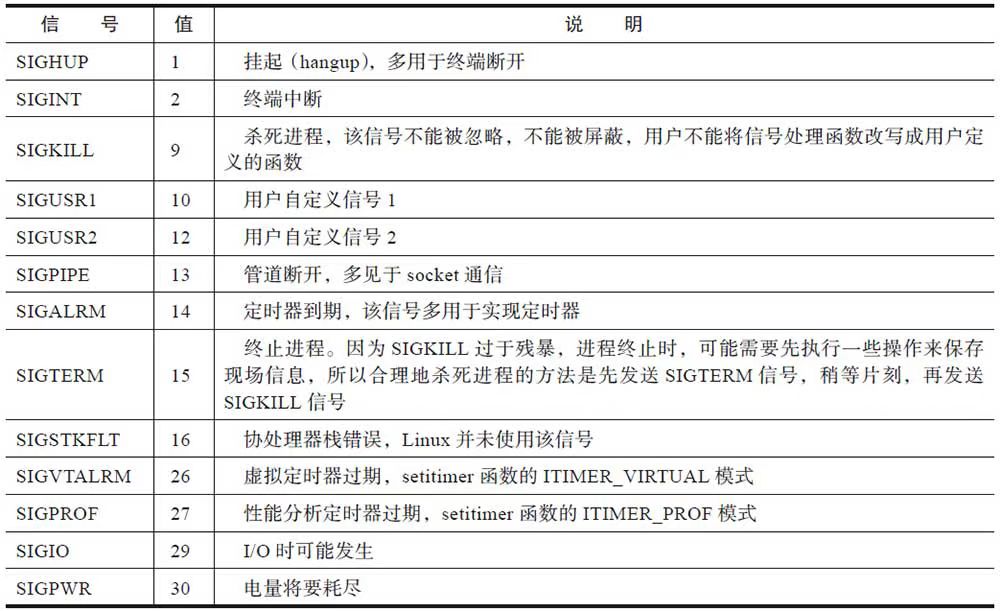 信 号 值 说 明
SIGHUP 1 挂起（hangup），多用于终端断开
SIGINT 2 终端中断
SIGKILL 9 杀死进程，该信号不能被忽略，不能被屏蔽，用户不能将信号处理函数改写成用户定
义的函数
SIGUSR1 10 用户自定义信号 1
SIGUSR2 12 用户自定义信号 2
SIGPIPE 13 管道断开，多见于 socket 通信
SIGALRM 14 定时器到期，该信号多用于实现定时器
SIGTERM 15 终止进程。因为 SIGKILL 过于残暴，进程终止时，可能需要先执行一些操作来保存
现场信息，所以合理地杀死进程的方法是先发送 SIGTERM 信号，稍等片刻，再发送
SIGKILL 信号
SIGSTKFLT 16 协处理器栈错误，Linux 并未使用该信号
SIGVTALRM 26 虚拟定时器过期，setitimer 函数的 ITIMER_VIRTUAL 模式
SIGPROF 27 性能分析定时器过期，setitimer 函数的 ITIMER_PROF 模式
SIGIO 29 I/O 时可能发生
SIGPWR 30 电量将要耗尽